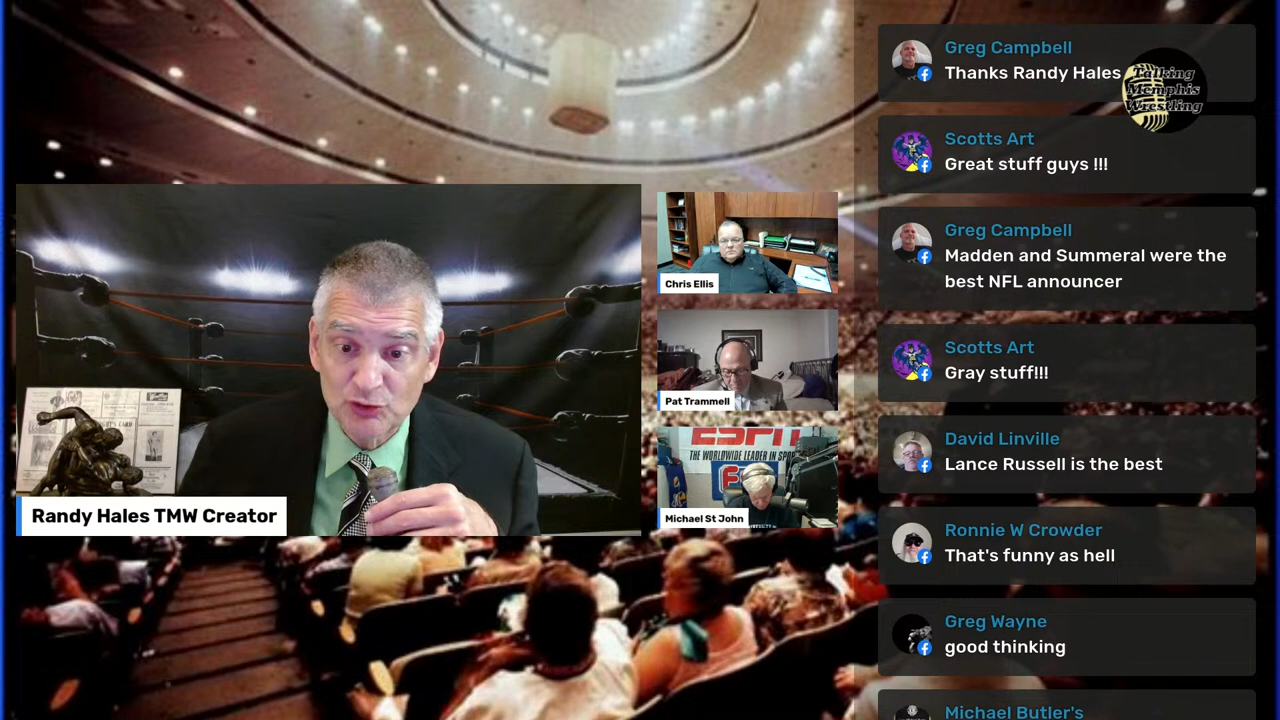 Randy Hales TMW Creator
Chris Ellis
Pat Trammell
ESPN
THE WORLDWIDE LEADER IN
Michael St John
Talking
Memphis
Wrestling
Greg Campbell
Thanks Randy Hales
Scotts Art
Great stuff guys !!!
Greg Campbell
Madden and Summeral were the
best NFL announcer
Scotts Art
Gray stuff!!!
David Linville
Lance Russell is the best
Ronnie W Crowder
That's funny as hell
Greg Wayne
good thinking
Michael Butler's